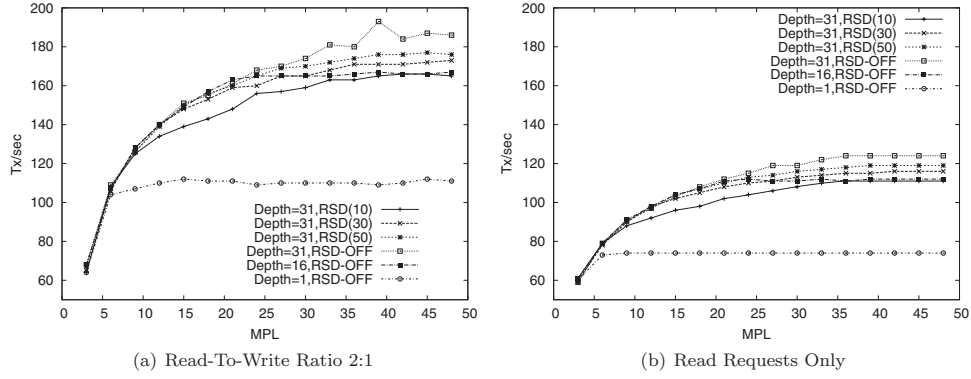 200
180
160
140
120
100
80
60
Tx/sec
0 5 10 15 20 25 30 35 40 45 50
MPL
Depth=31,RSD(10)
Depth=31,RSD(30)
Depth=31,RSD(50)
Depth=31,RSD-OFF
Depth=16,RSD-OFF
Depth=1,RSD-OFF
(a) Read-To-Write Ratio 2:1
200
180
160
140
120
100
80
60
Tx/sec
0 5 10 15 20 25 30 35 40 45 50
MPL
Depth=31,RSD(10)
Depth=31,RSD(30)
Depth=31,RSD(50)
Depth=31,RSD-OFF
Depth=16,RSD-OFF
Depth=1,RSD-OFF
(b) Read Requests Only